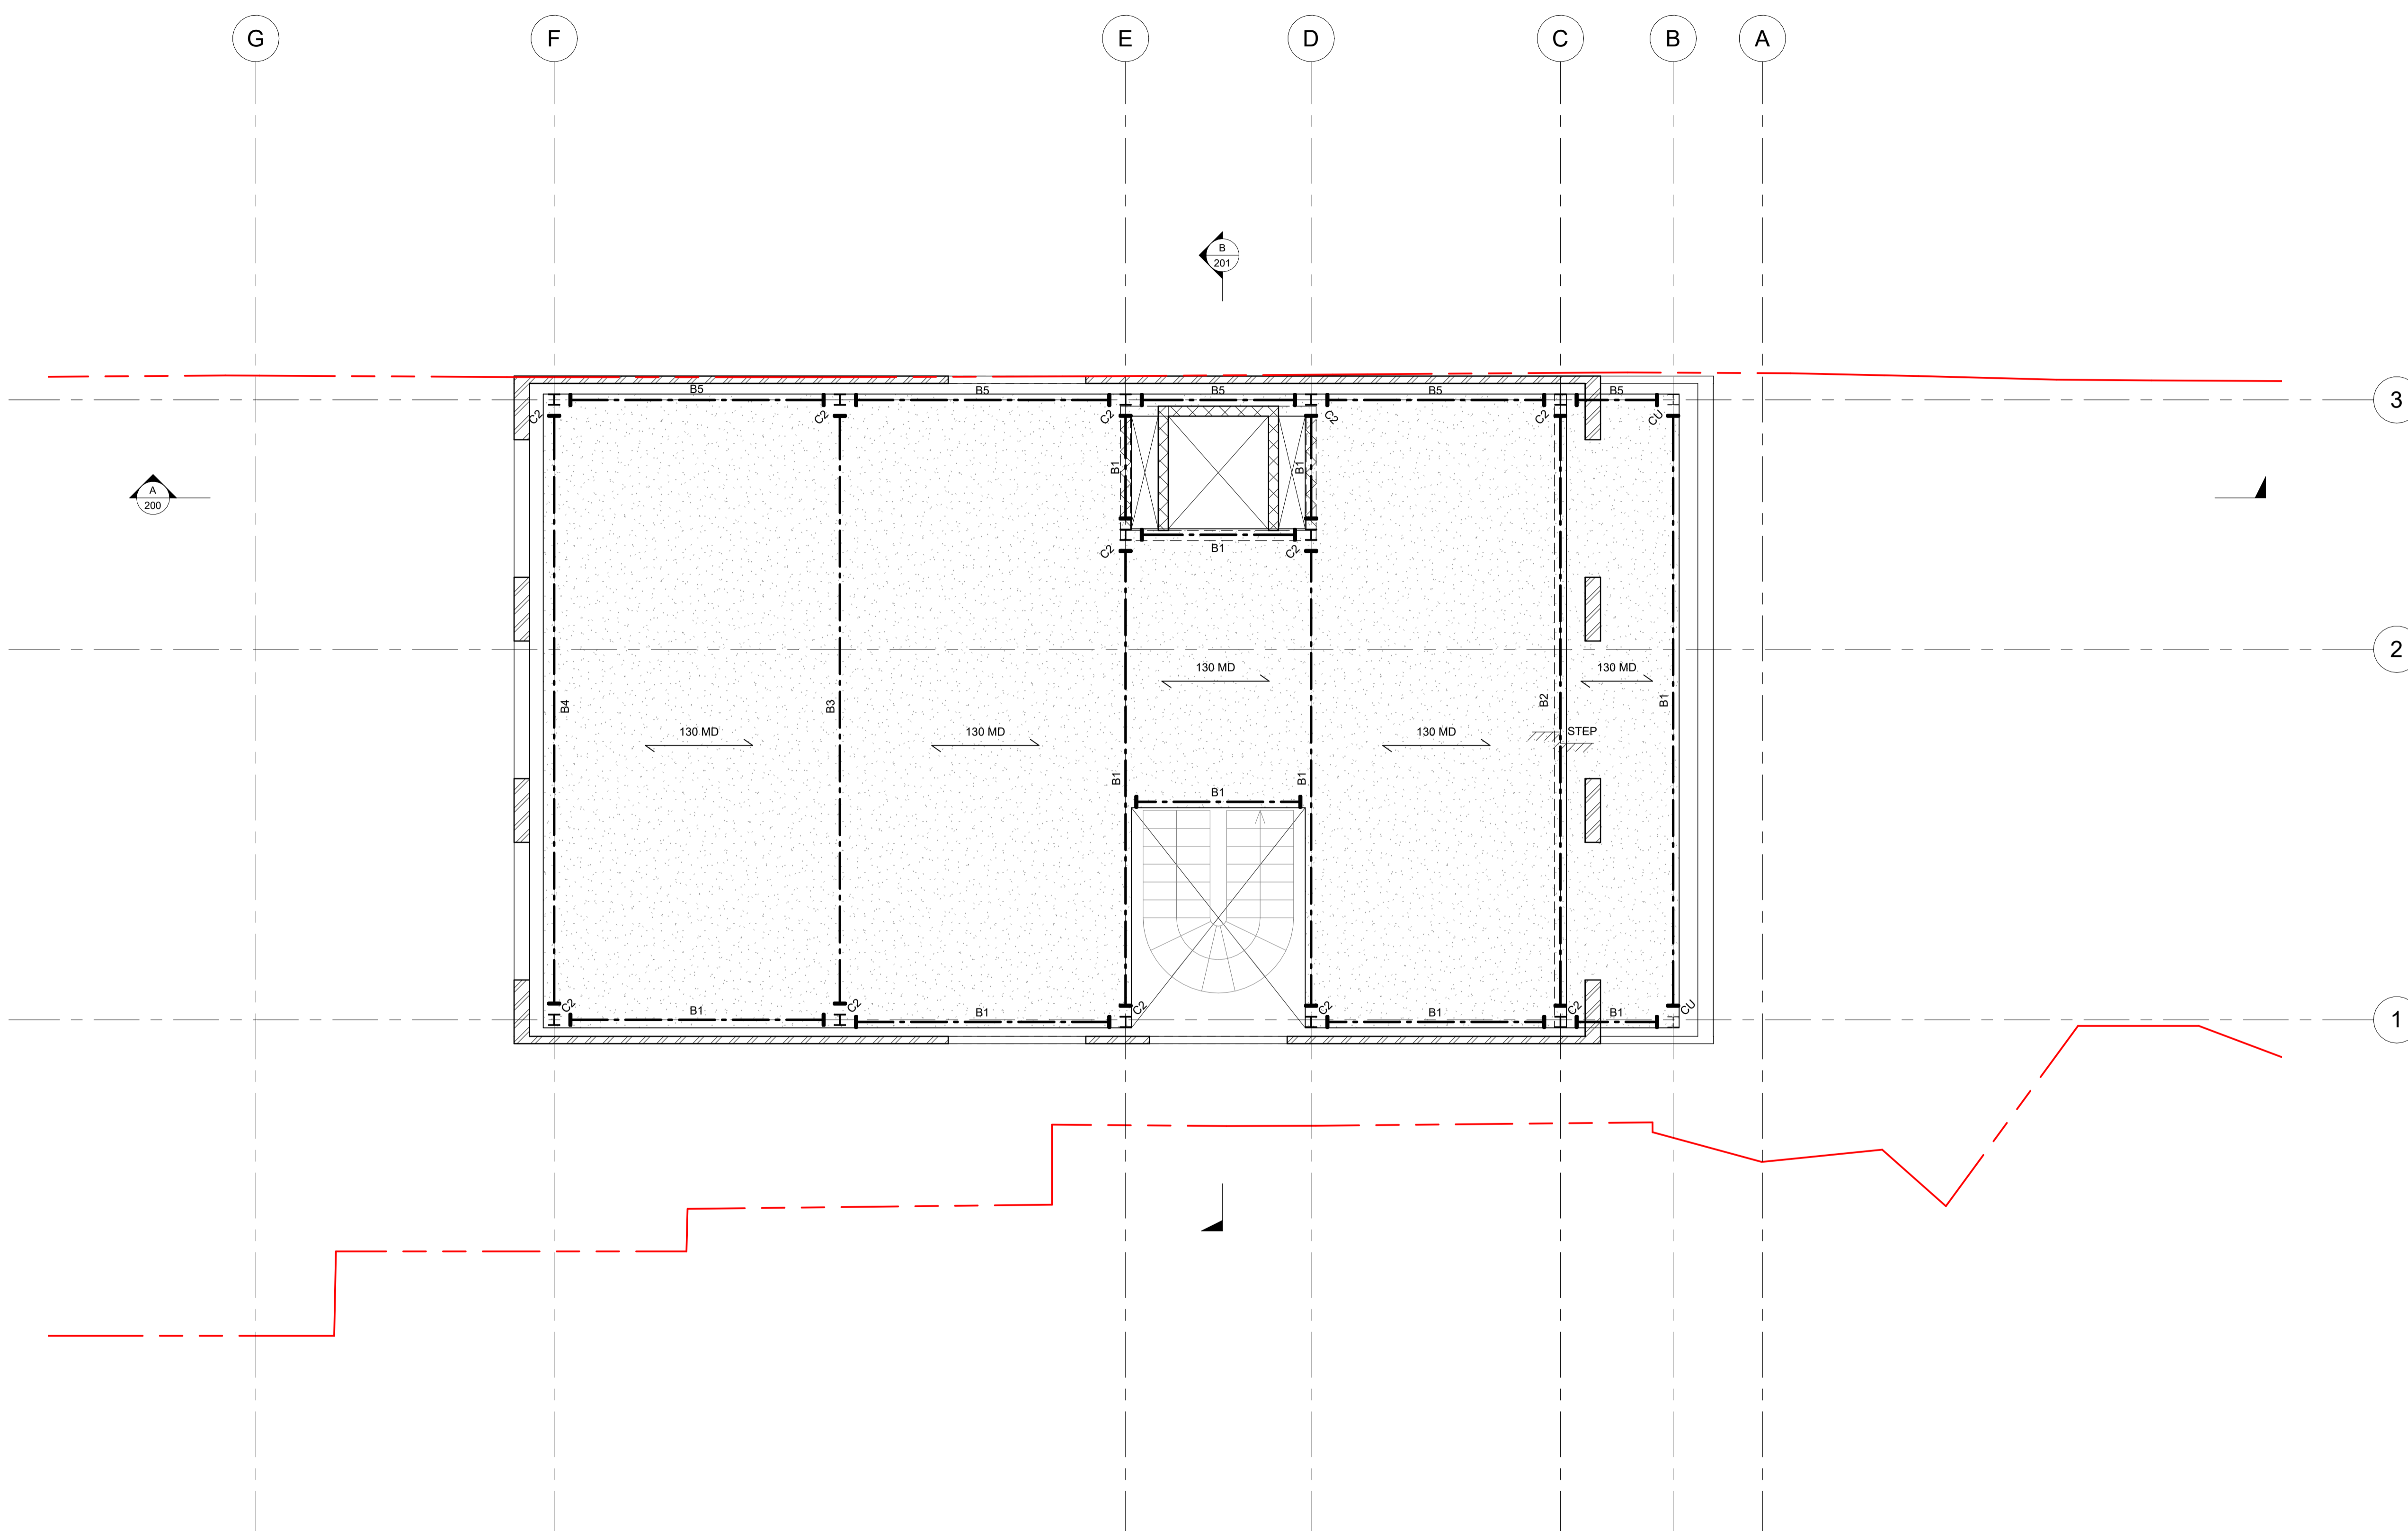 G F E D C B A
B
201
B5 B5 B5 B5 B5
3
C2 C2 C2 C2 C2 CU
B1 B1
A
200
C2 B1 C2
2
130 MD 130 MD
B4 B3 B2 B1
130 MD 130 MD 130 MD STEP
B1 B1
B1
C2 C2 C2 C2 C2 CU
B1 B1 B1 B1
1